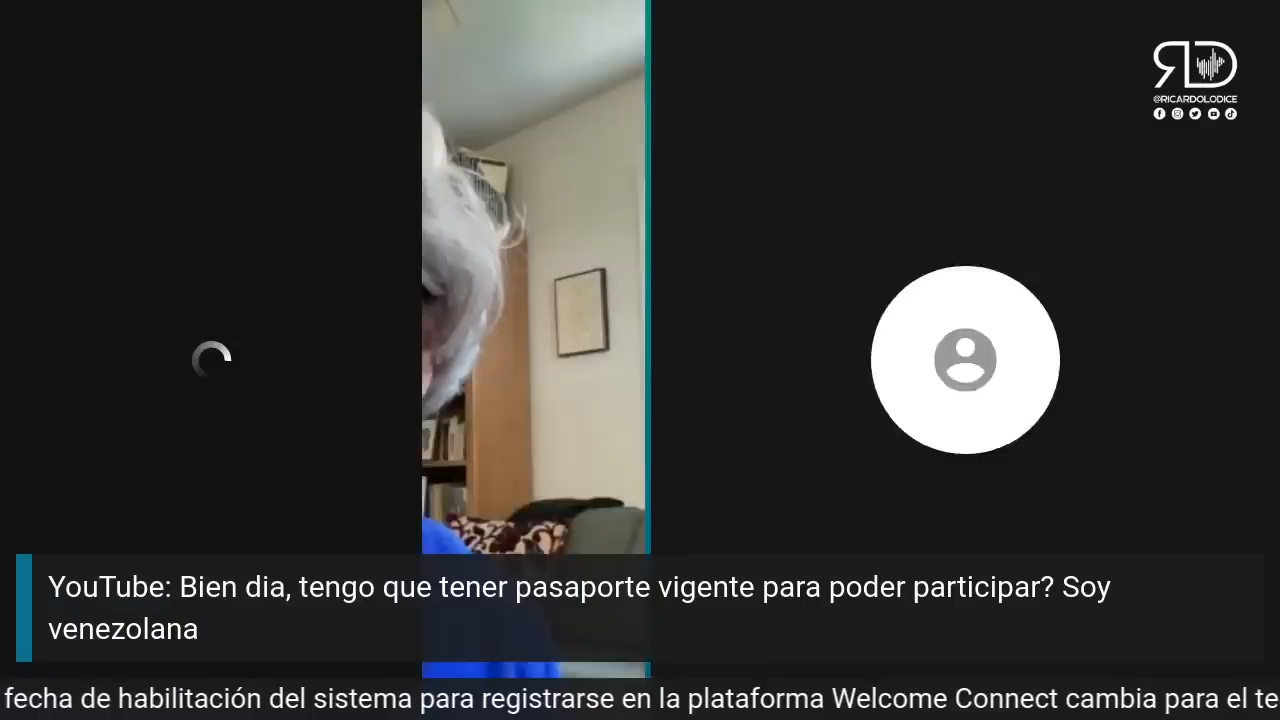 RD
@RICARDOLODICE
YouTube: Bien dia, tengo que tener pasaporte vigente para poder participar? Soy
venezolana
fecha de habilitación del sistema para registrarse en la plataforma Welcome Connect cambia para el te